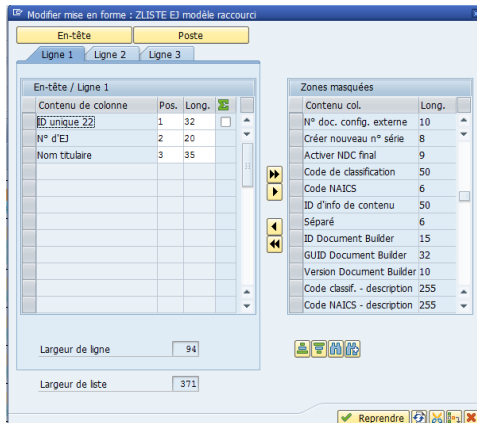 Modifier mise en forme : ZLISTE EJ modèle raccourci
En-tête Poste
Ligne 1 Ligne 2 Ligne 3
En-tête / Ligne 1
Contenu de colonne Pos. Long.
ID unique 22 1 32
N° d'EJ 2 20
Nom titulaire 3 35
Largeur de ligne 94
Largeur de liste 371
Zones masquées
Contenu col. Long.
N° doc. config. externe 10
Créer nouveau n° série 8
Activer NDC final 9
Code de classification 50
Code NAICS 6
ID d'info de contenu 50
Séparé 6
ID Document Builder 15
GUID Document Builder 32
Version Document Builder 10
Code classif. - description 255
Code NAICS - description 255
Reprendre